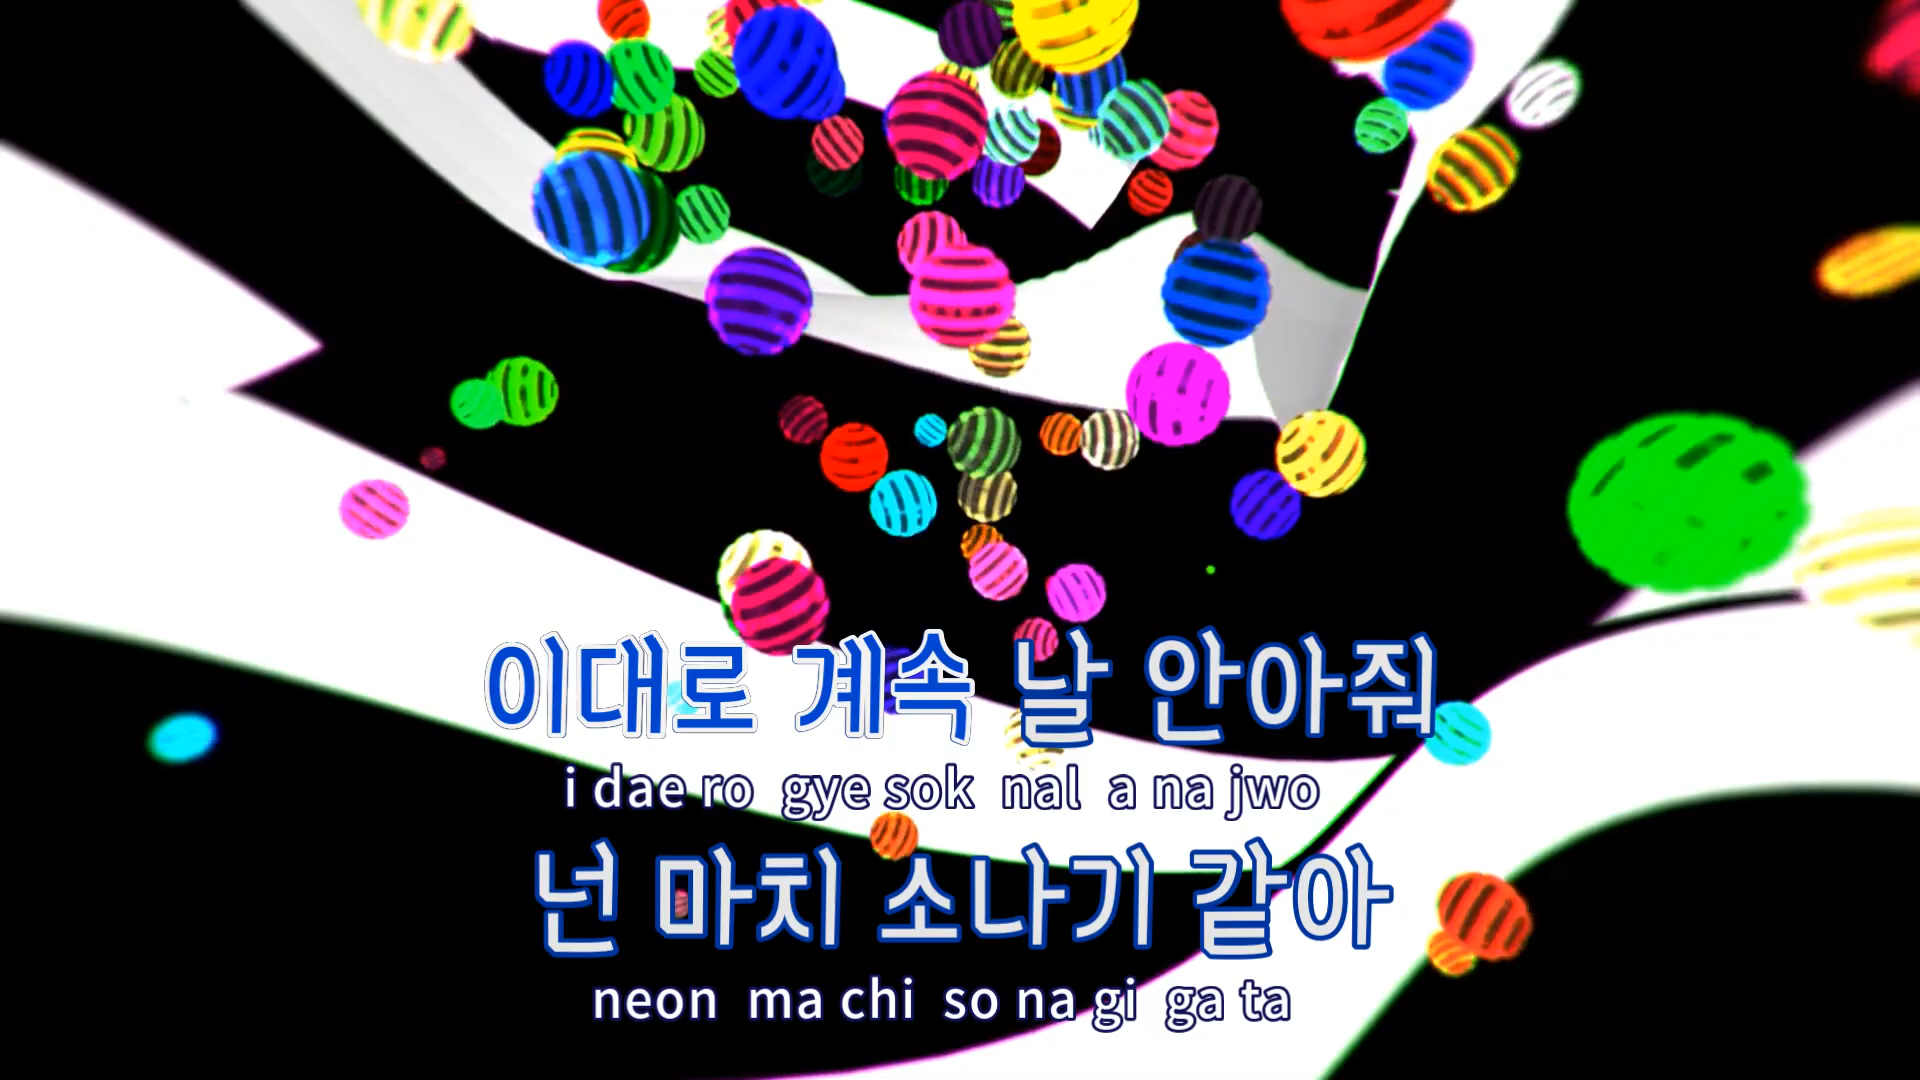 이대로 계속 날 안아줘
i dae ro gye sok nal a na jwo
넌 마치 소나기 같아
neon ma chi so na gi ga ta